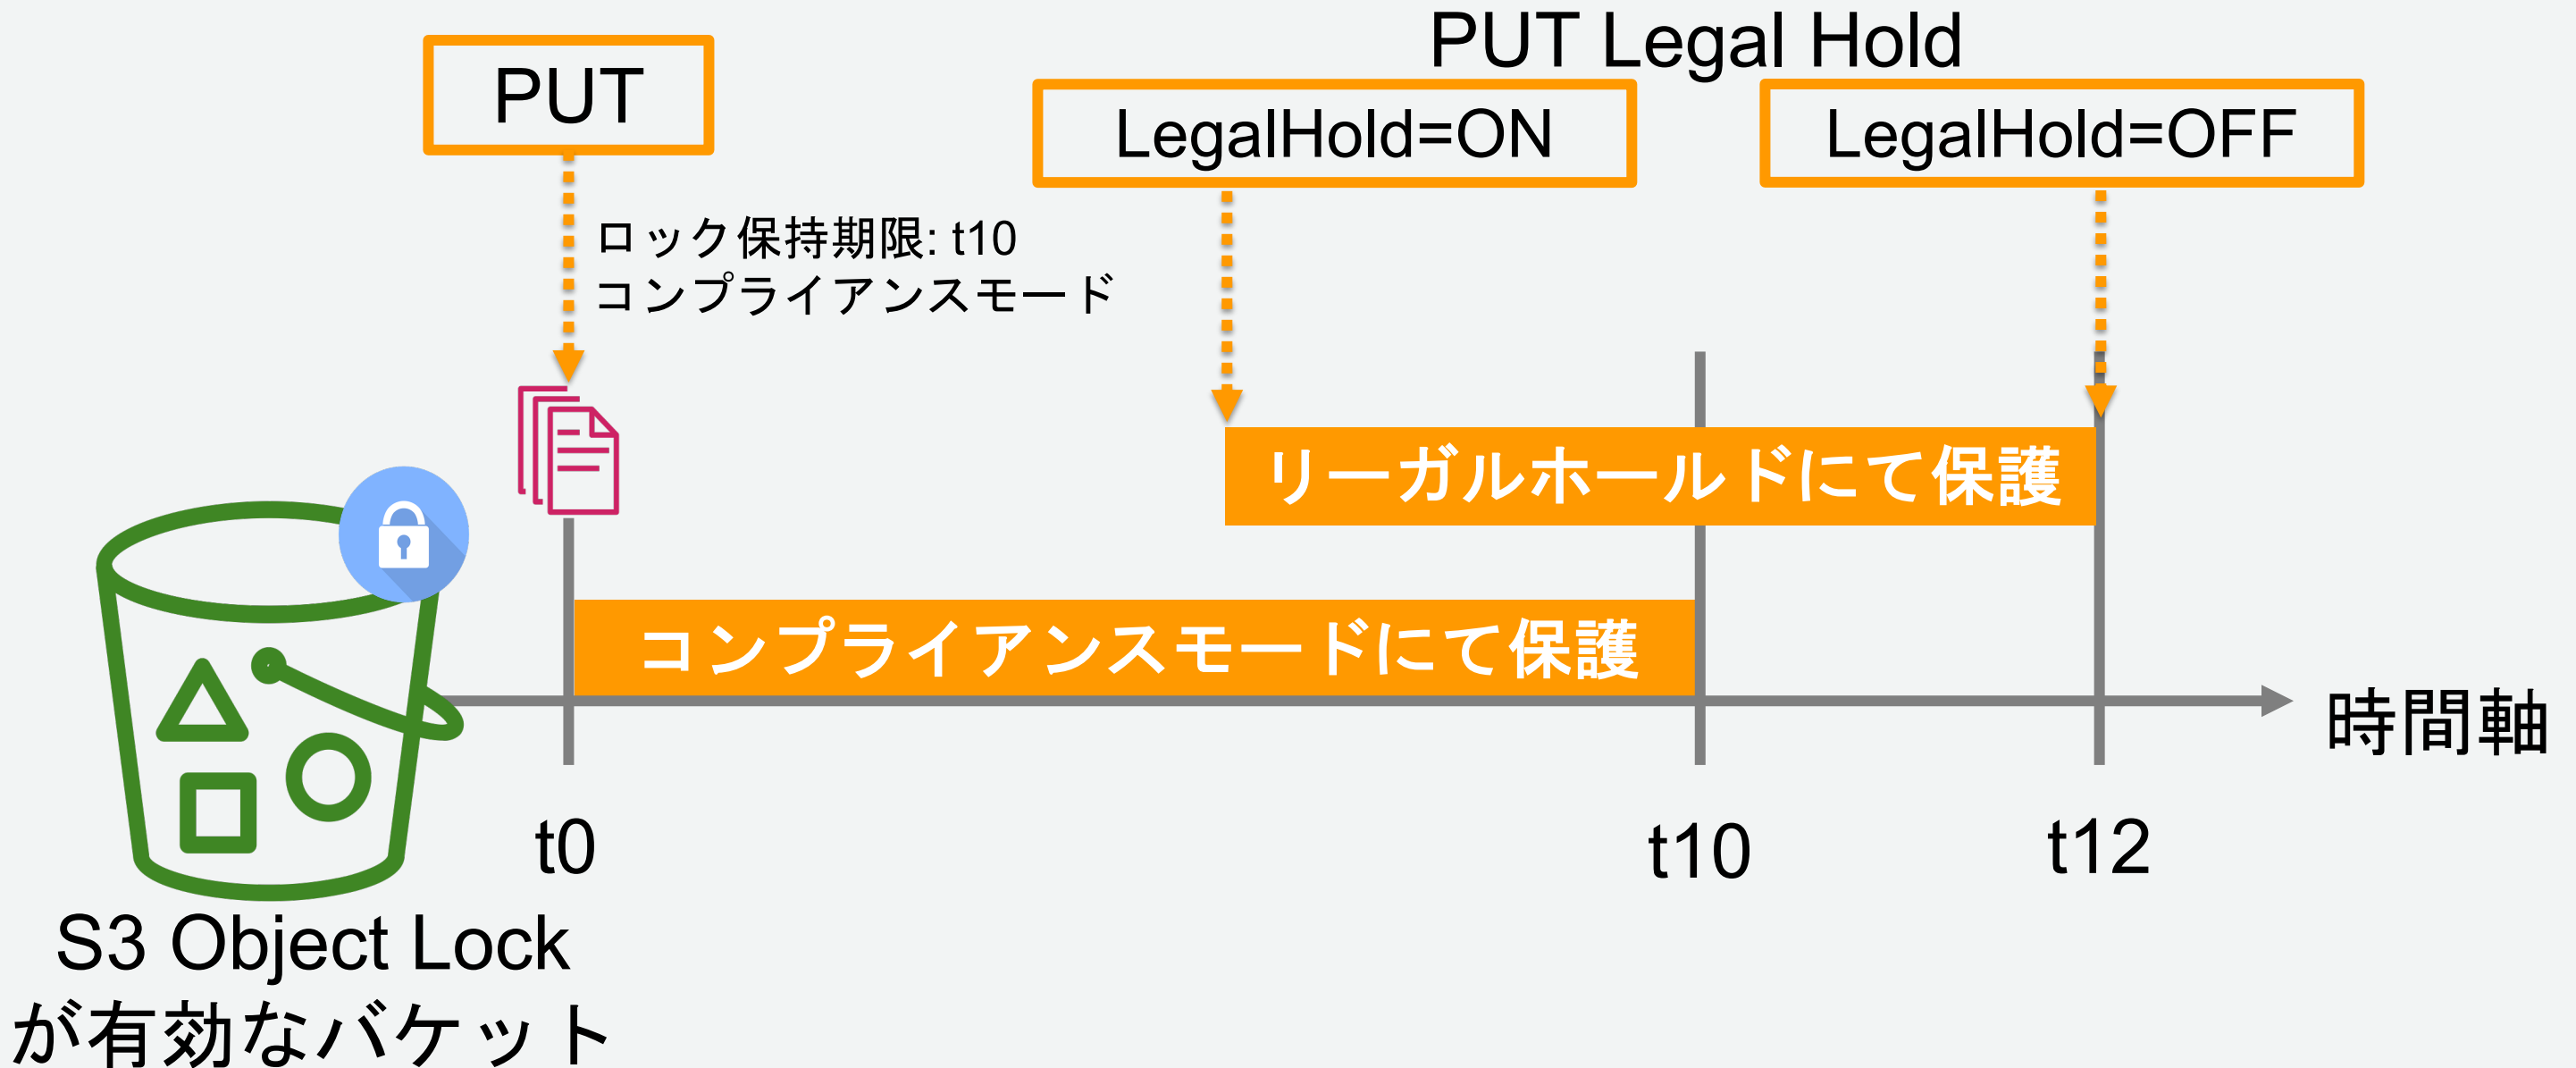 PUT Legal Hold
PUT
LegalHold=ON
LegalHold=OFF
ロック保持期限: t10
コンプライアンスモード
リーガルホールドにて保護
コンプライアンスモードにて保護
時間軸
t0
t10
t12
S3 Object Lock
が有効なバケット